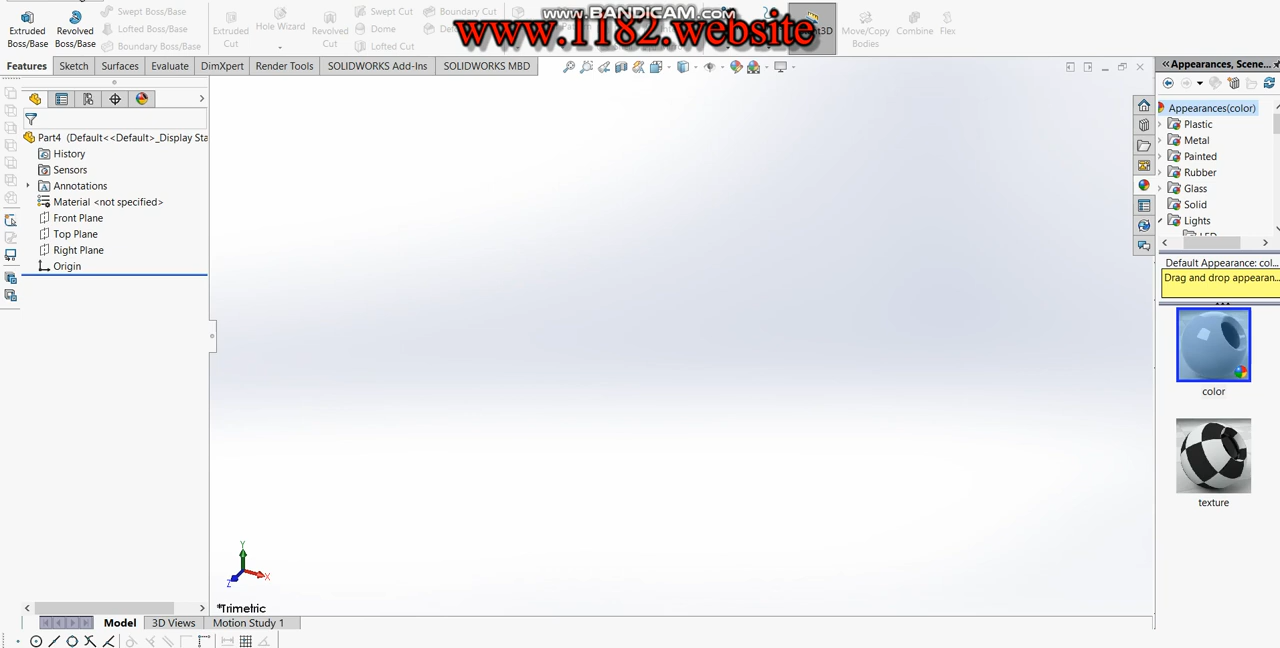 Extruded Boss/Base
Revolved Boss/Base
Swept Boss/Base
Lofted Boss/Base
Boundary Boss/Base
Extruded Cut
Hole Wizard
Revolved Cut
Swept Cut
Dome
Lofted Cut
Boundary Cut
www.BANDICAM.com
www.1182.website
Move/Copy Bodies
Combine
Flex
Features
Sketch
Surfaces
Evaluate
DimXpert
Render Tools
SOLIDWORKS Add-Ins
SOLIDWORKS MBD
Part4 (Default<<Default>_Display Sta
History
Sensors
Annotations
Material <not specified>
Front Plane
Top Plane
Right Plane
Origin
Y
X
Z
*Trimetric
Model
3D Views
Motion Study 1
Appearances, Scene...
Appearances(color)
Plastic
Metal
Painted
Rubber
Glass
Solid
Lights
Default Appearance: col...
Drag and drop appearan...
color
texture